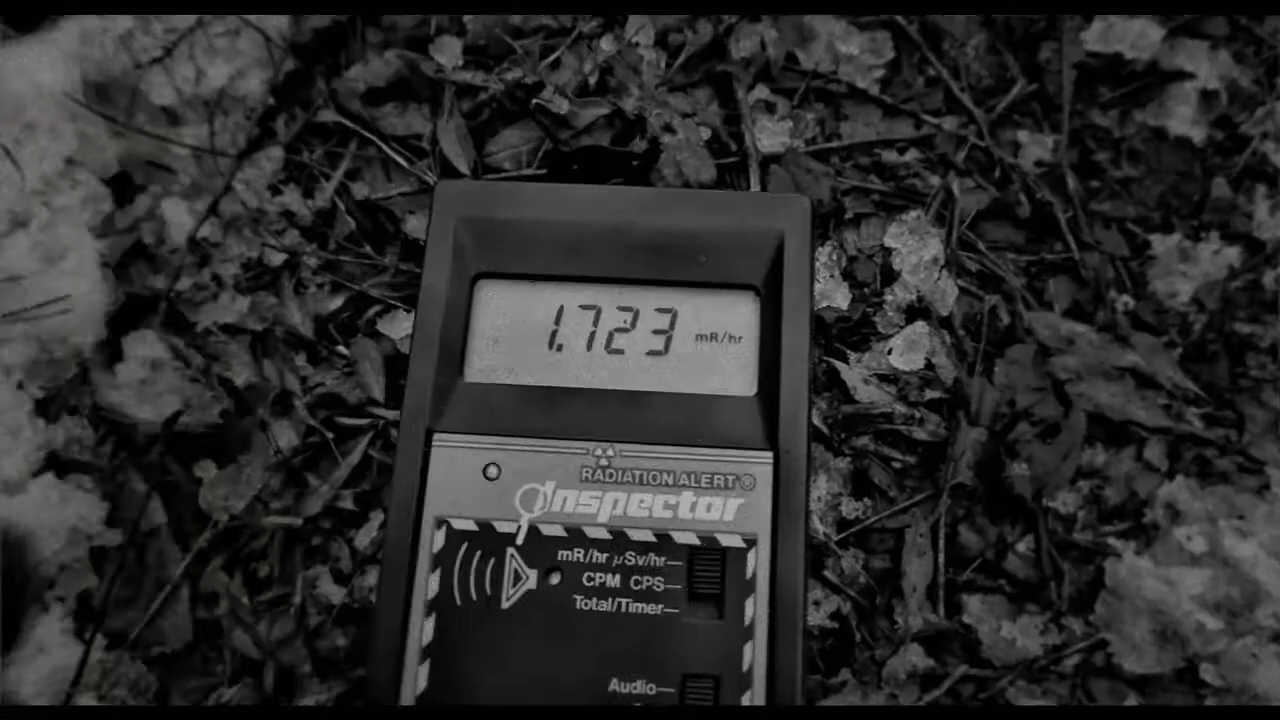 1.723 mR/hr
RADIATION ALERT®
Inspector
mR/hr µSv/hr
CPM CPS
Total/Timer
Audio